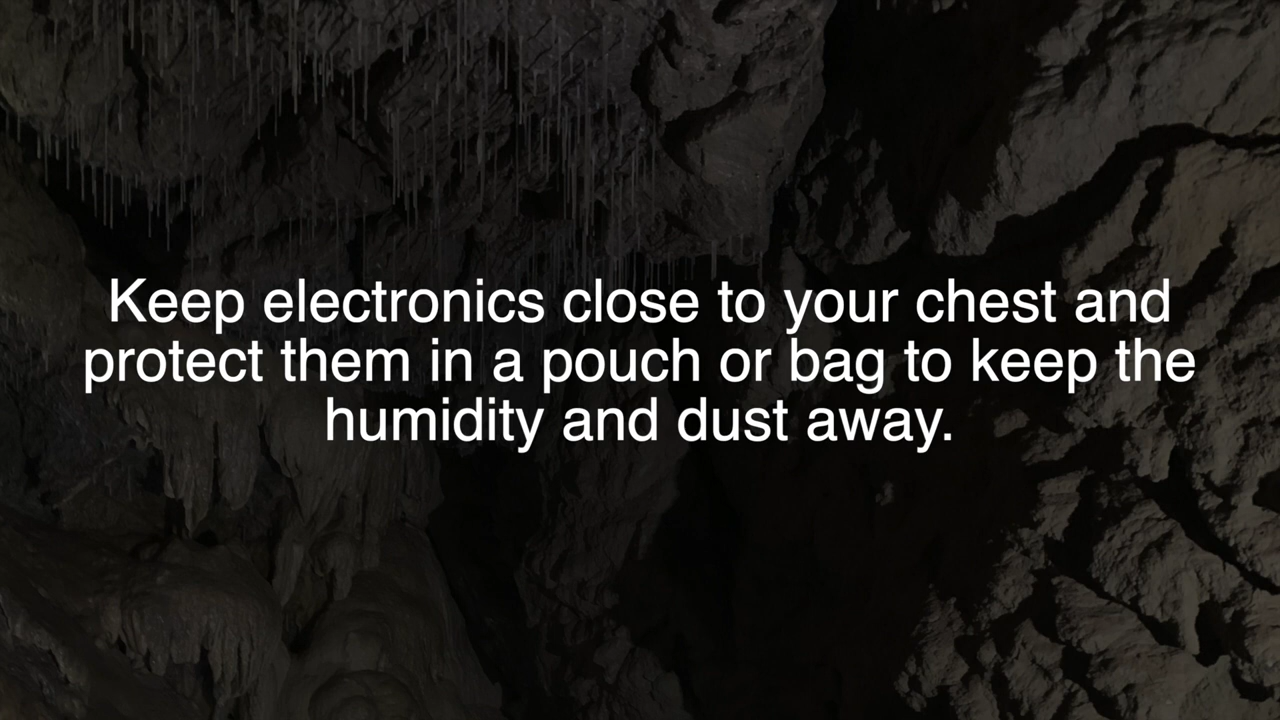 Keep electronics close to your chest and
protect them in a pouch or bag to keep the
humidity and dust away.